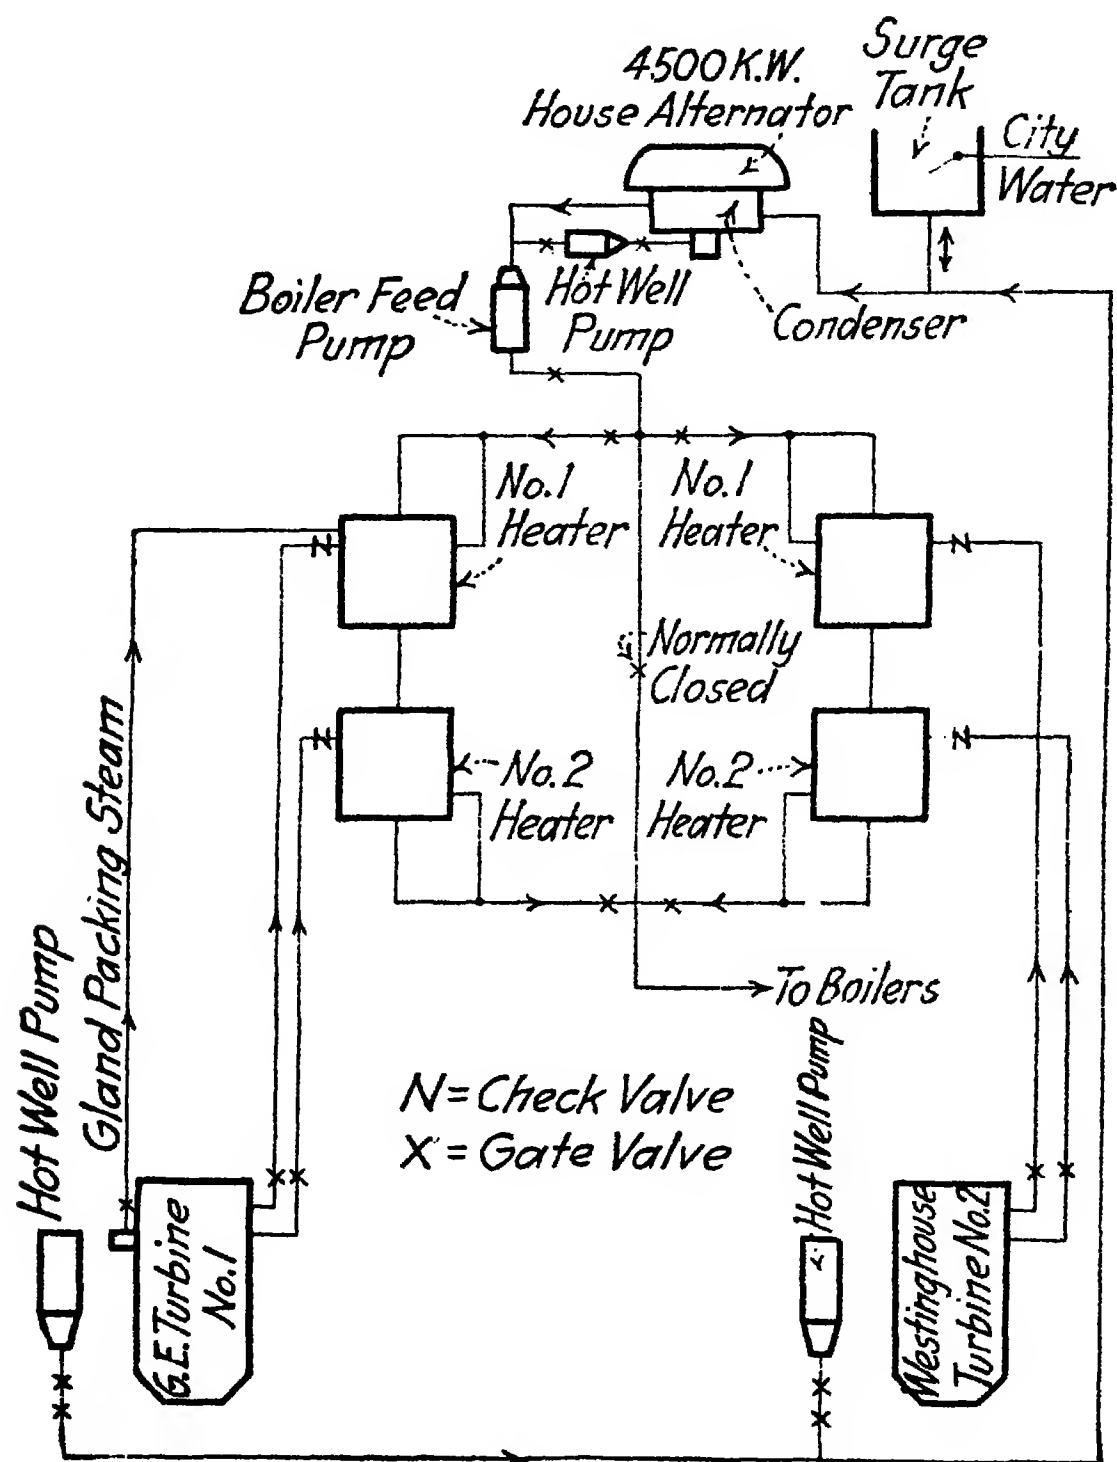 4500 K.W.
House Alternator
Surge
Tank
City
Water
Boiler Feed
Pump
Hot Well
Pump
Condenser
No.1
Heater
No.1
Heater
Normally
Closed
No.2
Heater
No.2
Heater
To Boilers
Gland Packing Steam
Hot Well Pump
Hot Well Pump
N = Check Valve
X = Gate Valve
G.E. Turbine
No.1
Westinghouse
Turbine No.2